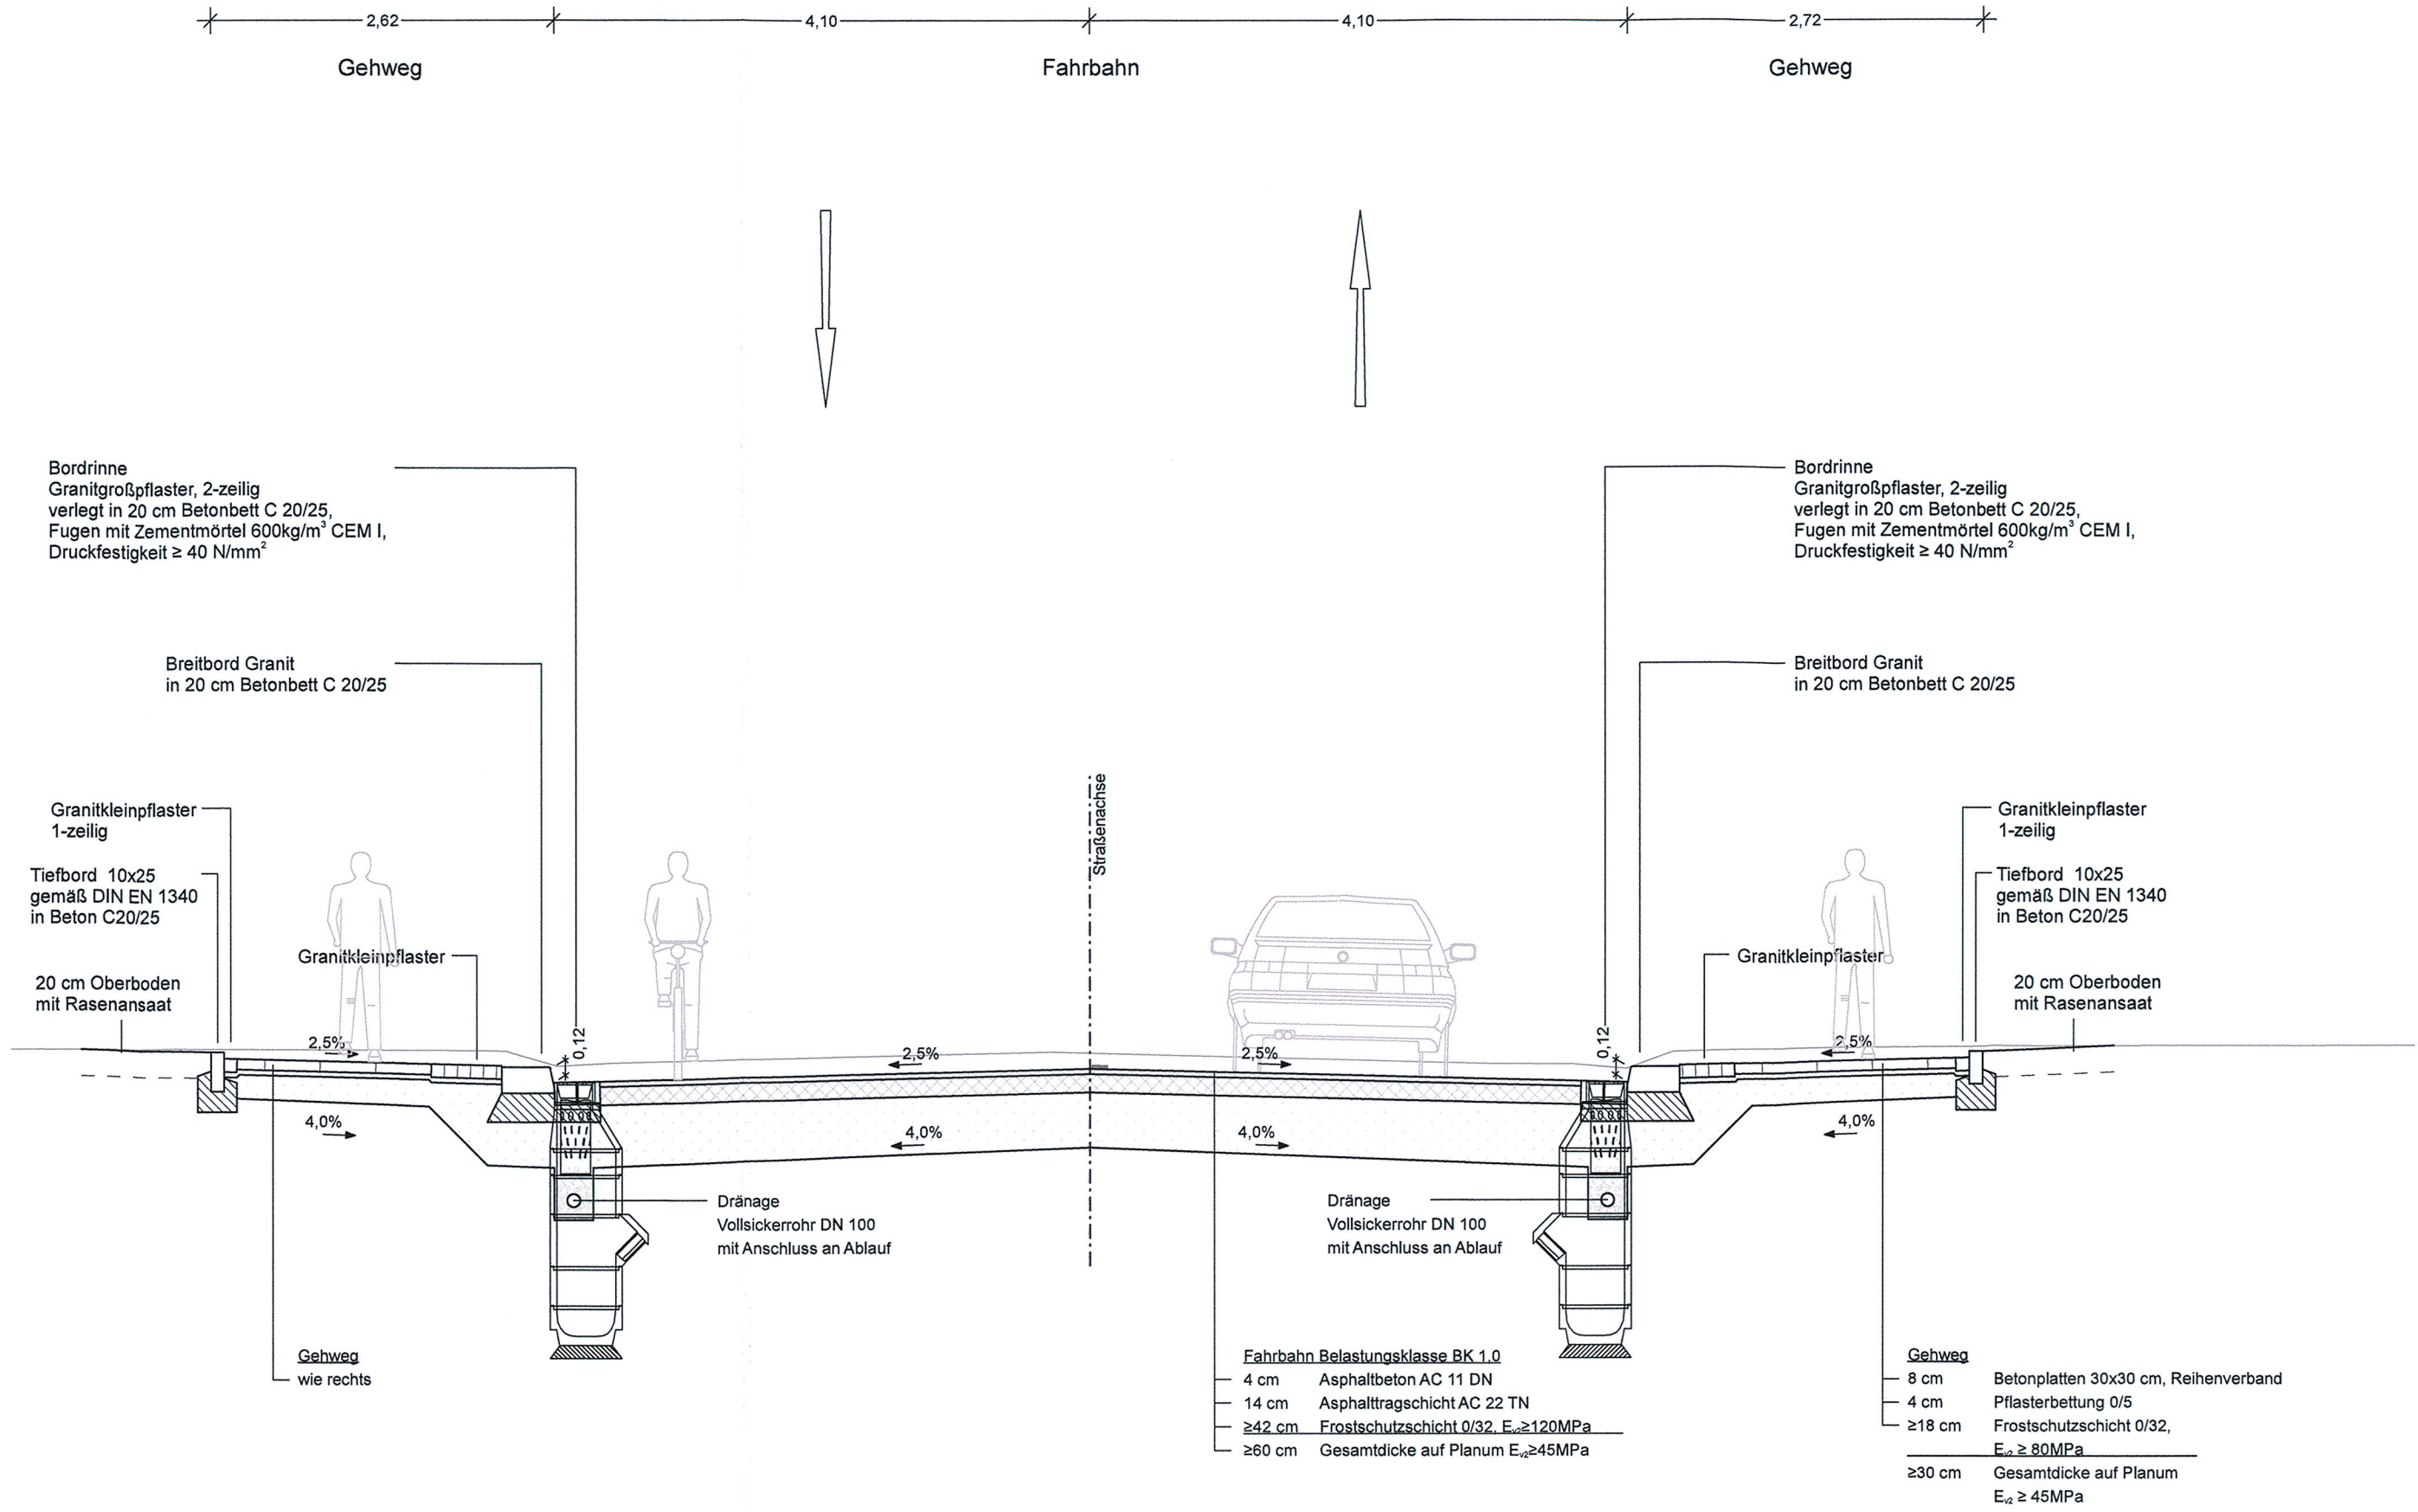 2,62
4,10
4,10
2,72
Gehweg
Fahrbahn
Gehweg
Bordrinne
Granitgroßpflaster, 2-zeilig
verlegt in 20 cm Betonbett C 20/25,
Fugen mit Zementmörtel 600kg/m³ CEM I,
Druckfestigkeit ≥ 40 N/mm²
Bordrinne
Granitgroßpflaster, 2-zeilig
verlegt in 20 cm Betonbett C 20/25,
Fugen mit Zementmörtel 600kg/m³ CEM I,
Druckfestigkeit ≥ 40 N/mm²
Breitbord Granit
in 20 cm Betonbett C 20/25
Breitbord Granit
in 20 cm Betonbett C 20/25
Straßenachse
Granitkleinpflaster
1-zeilig
Tiefbord 10x25
gemäß DIN EN 1340
in Beton C20/25
Granitkleinpflaster
20 cm Oberboden
mit Rasenansaat
Granitkleinpflaster
1-zeilig
Tiefbord 10x25
gemäß DIN EN 1340
in Beton C20/25
Granitkleinpflaster
20 cm Oberboden
mit Rasenansaat
0,12
0,12
2,5%
2,5%
2,5%
2,5%
4,0%
4,0%
4,0%
4,0%
Dränage
Vollsickerrohr DN 100
mit Anschluss an Ablauf
Dränage
Vollsickerrohr DN 100
mit Anschluss an Ablauf
Gehweg
wie rechts
Fahrbahn Belastungsklasse BK 1,0
4 cm Asphaltbeton AC 11 DN
14 cm Asphalttragschicht AC 22 TN
≥42 cm Frostschutzschicht 0/32, Ev2≥120MPa
≥60 cm Gesamtdicke auf Planum Ev2≥45MPa
Gehweg
8 cm Betonplatten 30x30 cm, Reihenverband
4 cm Pflasterbettung 0/5
≥18 cm Frostschutzschicht 0/32,
Ev2 ≥ 80MPa
≥30 cm Gesamtdicke auf Planum
Ev2 ≥ 45MPa